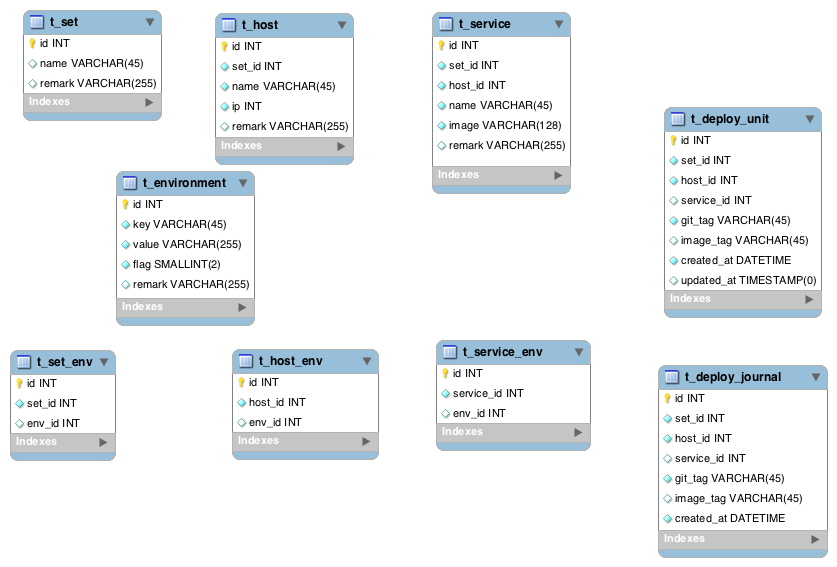 t_set
id INT
name VARCHAR(45)
remark VARCHAR(255)
Indexes
t_host
id INT
set_id INT
name VARCHAR(45)
ip INT
remark VARCHAR(255)
Indexes
t_service
id INT
set_id INT
host_id INT
name VARCHAR(45)
image VARCHAR(128)
remark VARCHAR(255)
Indexes
t_deploy_unit
id INT
set_id INT
host_id INT
service_id INT
git_tag VARCHAR(45)
image_tag VARCHAR(45)
created_at DATETIME
updated_at TIMESTAMP(0)
Indexes
t_environment
id INT
key VARCHAR(45)
value VARCHAR(255)
flag SMALLINT(2)
remark VARCHAR(255)
Indexes
t_set_env
id INT
set_id INT
env_id INT
Indexes
t_host_env
id INT
host_id INT
env_id INT
Indexes
t_service_env
id INT
service_id INT
env_id INT
Indexes
t_deploy_journal
id INT
set_id INT
host_id INT
service_id INT
git_tag VARCHAR(45)
image_tag VARCHAR(45)
created_at DATETIME
Indexes